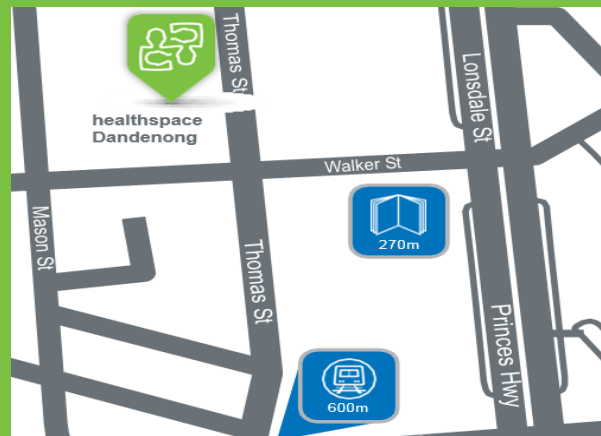 Thomas St
Lonsdale St
healthspace
Dandenong
Walker St
Mason St
270m
Thomas St
Princes Hwy
600m